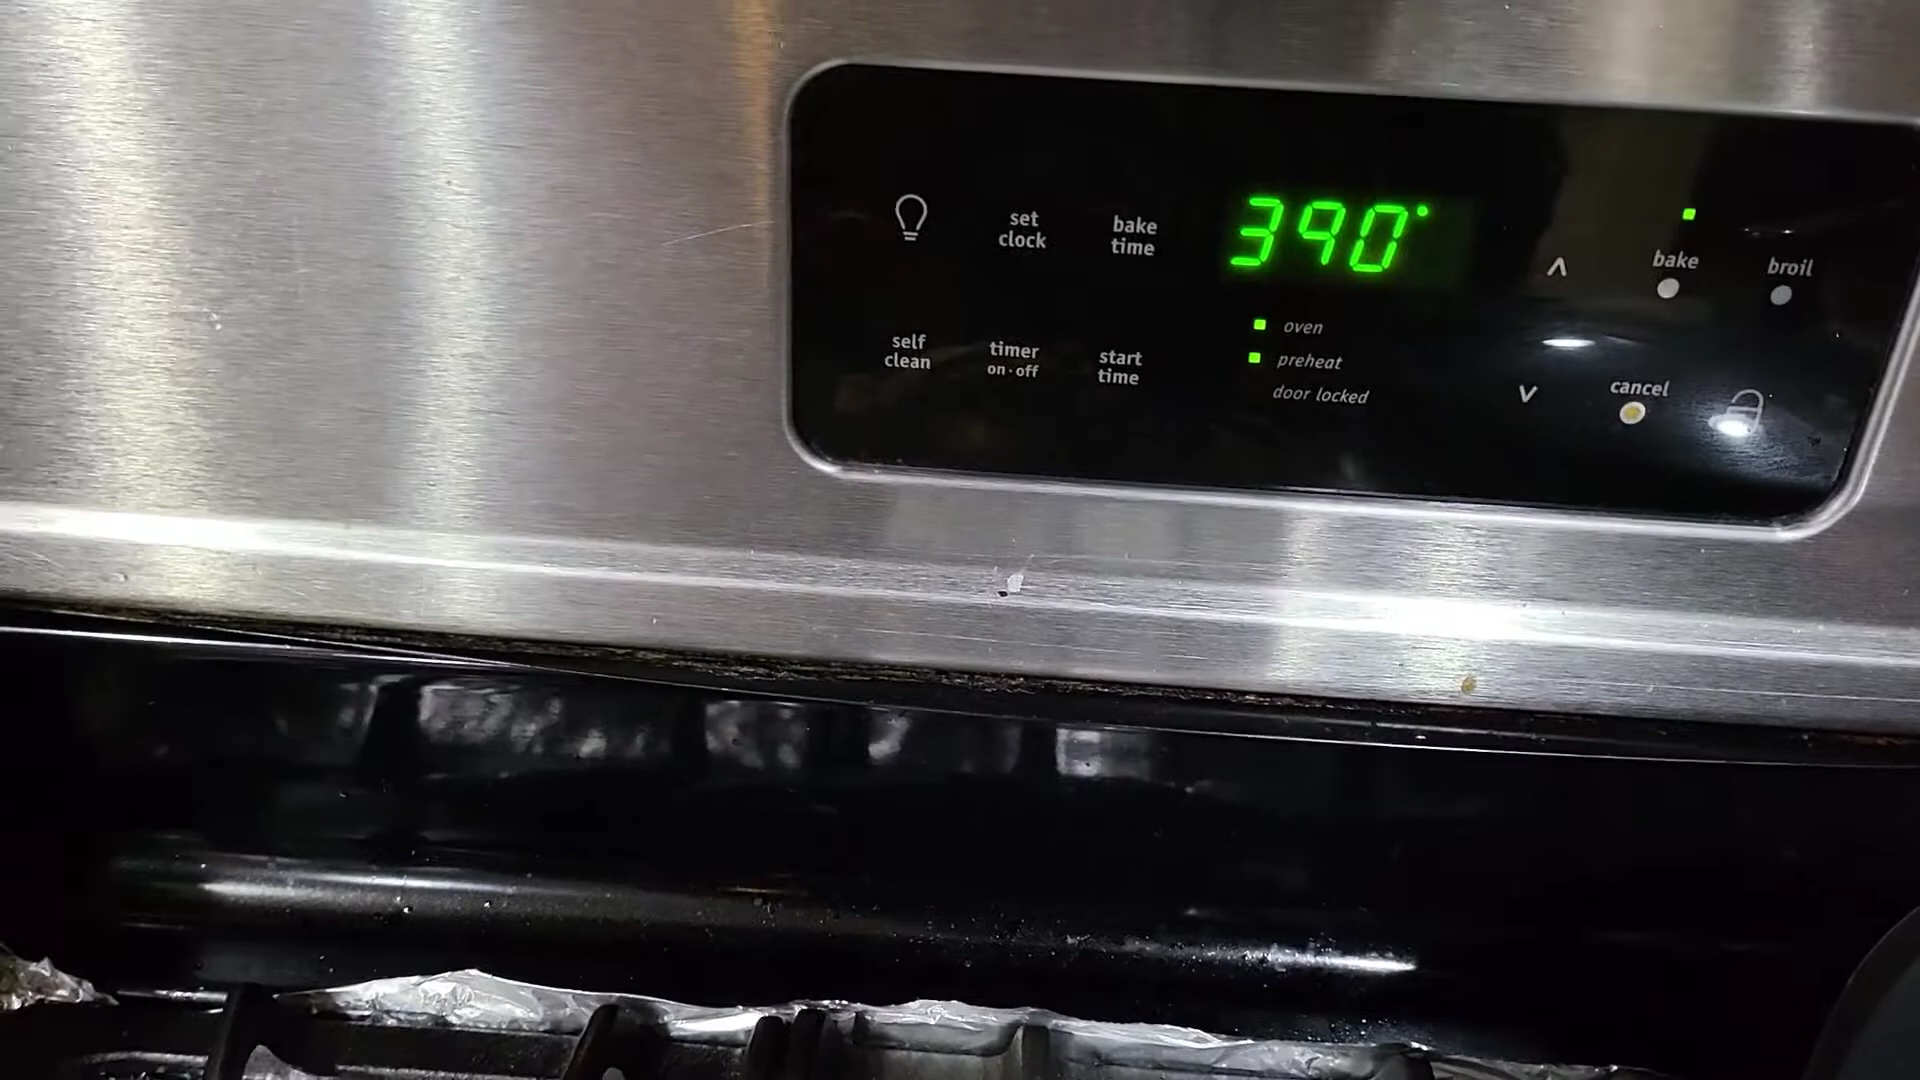 set
clock
bake
time
390°
bake
broil
self
clean
timer
on·off
start
time
oven
preheat
door locked
cancel